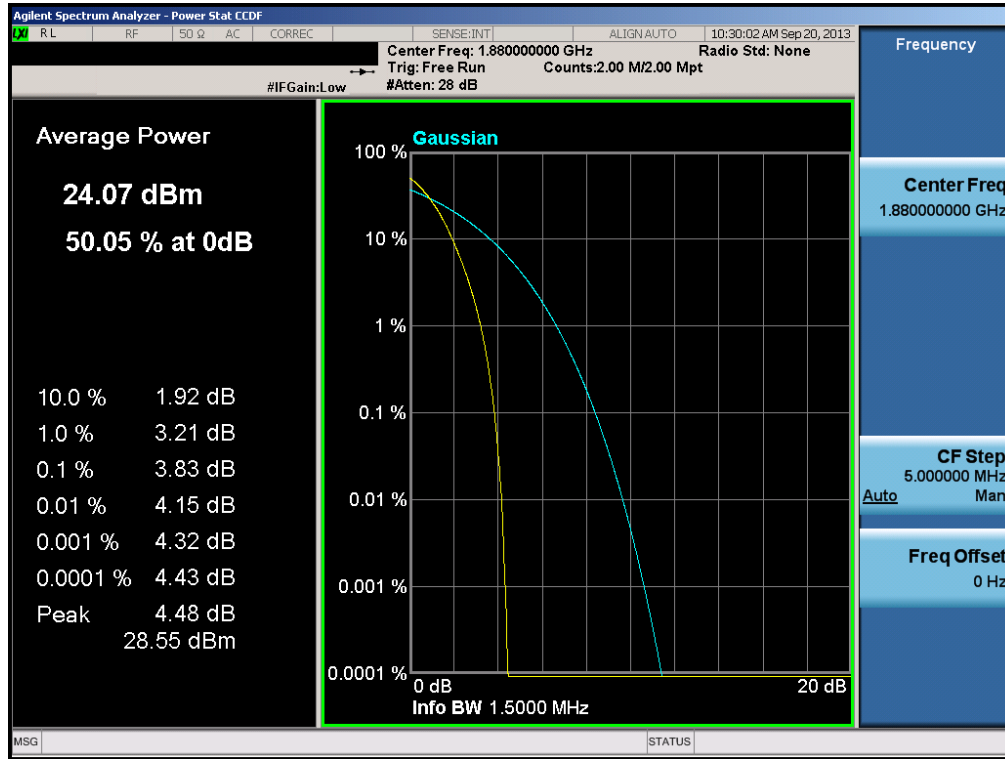 Agilent Spectrum Analyzer - Power Stat CCDF
LXI RL RF 50 Ω AC CORREC SENSE:INT ALIGN AUTO 10:30:02 AM Sep 20, 2013
Center Freq: 1.880000000 GHz Radio Std: None
Trig: Free Run Counts:2.00 M/2.00 Mpt
#IFGain:Low #Atten: 28 dB
Average Power
24.07 dBm
50.05 % at 0dB
10.0 % 1.92 dB
1.0 % 3.21 dB
0.1 % 3.83 dB
0.01 % 4.15 dB
0.001 % 4.32 dB
0.0001 % 4.43 dB
Peak 4.48 dB
28.55 dBm
Gaussian
100 %
10 %
1 %
0.1 %
0.01 %
0.001 %
0.0001 %
0 dB 20 dB
Info BW 1.5000 MHz
Frequency
Center Freq
1.880000000 GHz
CF Step
5.000000 MHz
Auto Man
Freq Offset
0 Hz
MSG STATUS